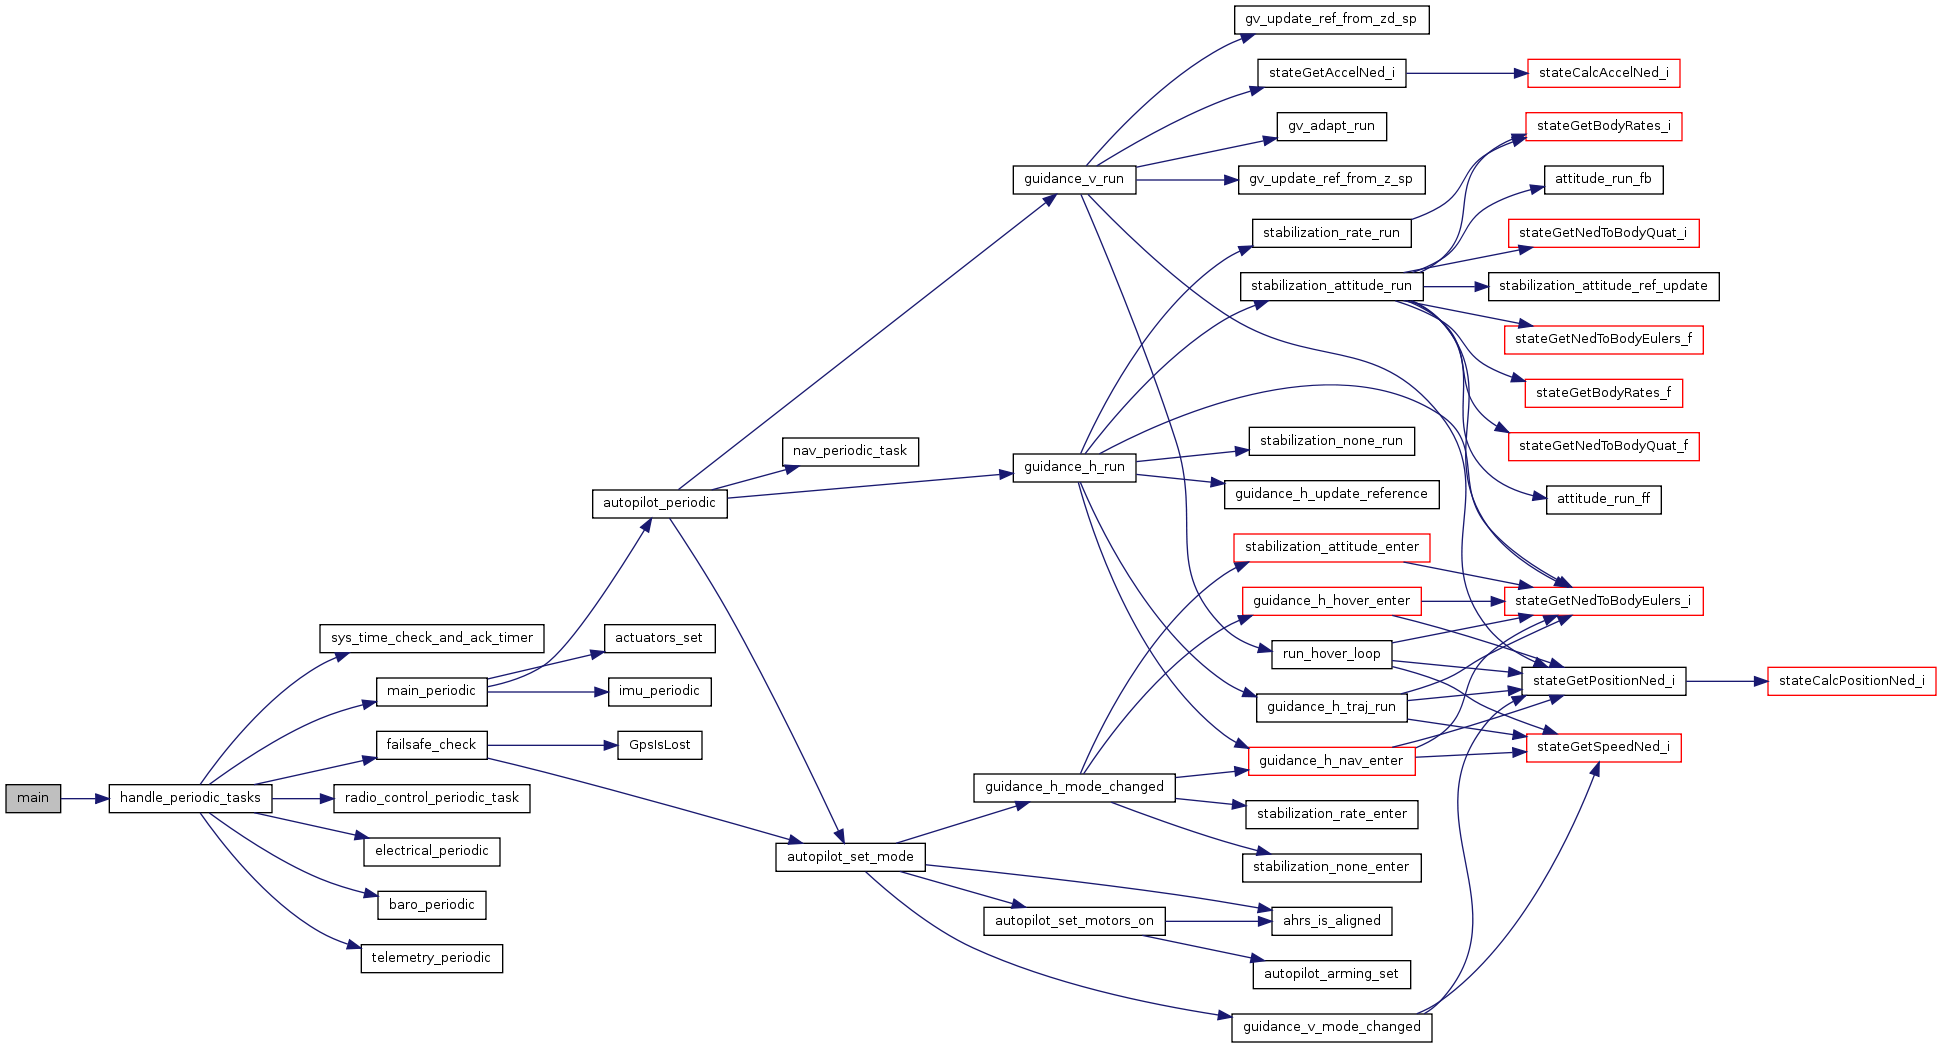 main
handle_periodic_tasks
sys_time_check_and_ack_timer
main_periodic
failsafe_check
radio_control_periodic_task
electrical_periodic
baro_periodic
telemetry_periodic
autopilot_periodic
actuators_set
imu_periodic
GpsIsLost
nav_periodic_task
autopilot_set_mode
guidance_v_run
guidance_h_run
guidance_h_mode_changed
autopilot_set_motors_on
gv_update_ref_from_zd_sp
stateGetAccelNed_i
gv_adapt_run
gv_update_ref_from_z_sp
stabilization_rate_run
stabilization_attitude_run
stabilization_none_run
guidance_h_update_reference
stabilization_attitude_enter
guidance_h_hover_enter
run_hover_loop
guidance_h_traj_run
guidance_h_nav_enter
stabilization_rate_enter
stabilization_none_enter
ahrs_is_aligned
autopilot_arming_set
guidance_v_mode_changed
stateCalcAccelNed_i
stateGetBodyRates_i
attitude_run_fb
stateGetNedToBodyQuat_i
stabilization_attitude_ref_update
stateGetNedToBodyEulers_f
stateGetBodyRates_f
stateGetNedToBodyQuat_f
attitude_run_ff
stateGetNedToBodyEulers_i
stateGetPositionNed_i
stateGetSpeedNed_i
stateCalcPositionNed_i